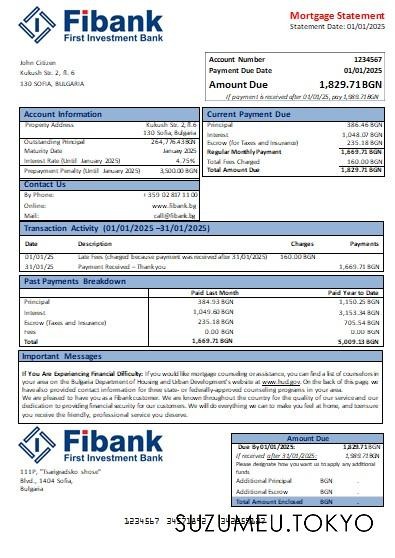 Fibank
First Investment Bank
Mortgage Statement
Statement Date: 01/01/2025
John Citizen
Kukush Str. 2, fl. 6
130 SOFIA, BULGARIA
Account Number 1234567
Payment Due Date 01/01/2025
Amount Due 1,829.71BGN
If payment is received after 01/01/25, pay 1,989.71BGN
Account Information
Property Address Kukush Str. 2, fl.6
130 Sofia, Bulgaria
Outstanding Principal 264,776.43BGN
Maturity Date January 2025
Interest Rate (Until January 2025) 4.75%
Prepayment Penalty (Until January 2025) 3,500.00 BGN
Current Payment Due
Principal 386.46 BGN
Interest 1,048.07 BGN
Escrow (for Taxes and Insurance) 235.18 BGN
Regular Monthly Payment 1,669.71 BGN
Total Fees Charged 160.00 BGN
Total Amount Due 1,829.71 BGN
Contact Us
By Phone: +359 02 817 11 00
Online: www.fibank.bg
Mail: call@fibank.bg
Transaction Activity (01/01/2025 –31/01/2025)
Date Description Charges Payments
01/01/25 Late Fees (charged because payment was received after 31/01/2025) 160.00 BGN
31/01/25 Payment Received – Thank you 1,669.71 BGN
Past Payments Breakdown
Paid Last Month Paid Year to Date
Principal 384.93 BGN 1,150.25 BGN
Interest 1,049.60 BGN 3,153.34 BGN
Escrow (Taxes and Insurance) 235.18 BGN 705.54 BGN
Fees 0.00 BGN 0.00 BGN
Total 1,669.71 BGN 5,009.13 BGN
Important Messages
If You Are Experiencing Financial Difficulty: If you would like mortgage counseling or assistance, you can find a list of counselors in
your area on the Bulgaria Department of Housing and Urban Development's website at www.hud.gov. On the back of this page, we
have also provided contact information for three state- or federally-approved counseling programs in your area.
We are pleased to have you as a Fibank customer. We are known throughout the country for the quality of our service and our
dedication to providing financial security for our customers. We will do everything we can to make you feel at home, and to ensure
you receive the friendly, professional service you deserve.
Fibank
First Investment Bank
111P, "Tsarigradsko shose"
Blvd., 1404 Sofia,
Bulgaria
Amount Due
Due By 01/01/2025: 1,829.71BGN
If received after 31/01/2025: 1,989.71BGN
Please designate how you want us to apply any additional
funds.
Additional Principal BGN .
Additional Escrow BGN .
Total Amount Enclosed BGN .
1234567
SUZUMEU.TOKYO